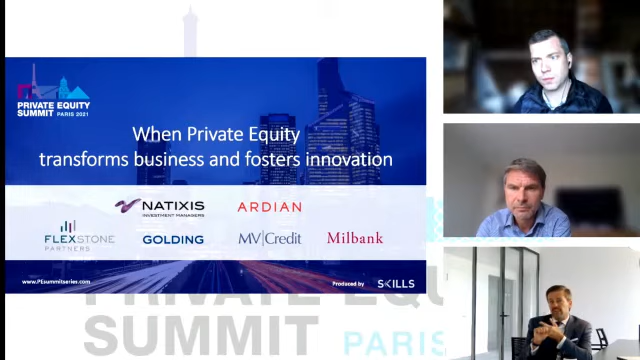 PRIVATE EQUITY
SUMMIT PARIS 2021
When Private Equity
transforms business and fosters innovation
NATIXIS
INVESTMENT MANAGERS
ARDIAN
FLEXSTONE
PARTNERS
GOLDING
MV|Credit
Milbank
www.PEsummitseries.com
Produced by
SKILLS
PRIVATE EQU
SUMMIT PARIS